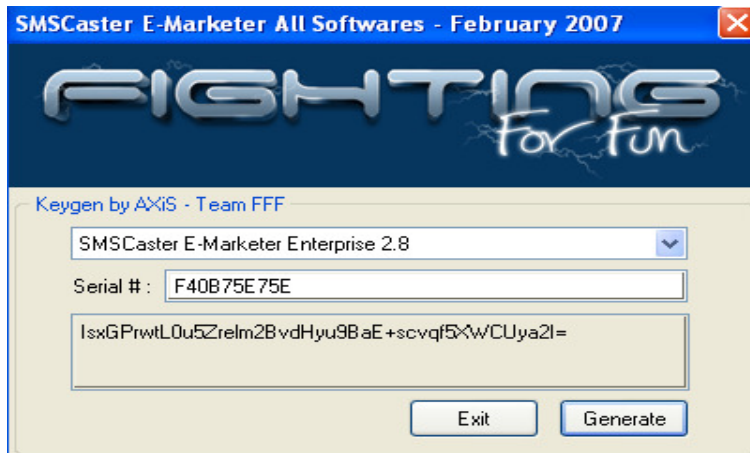 SMSCaster E-Marketer All Softwares - February 2007
FIGHTING
For Fun
Keygen by AXiS - Team FFF
SMSCaster E-Marketer Enterprise 2.8
Serial # : F40B75E75E
IsxGPrwtL0u5Zrelm2BvdHyu9BaE+scvqf5XWCUya2I=
Exit Generate